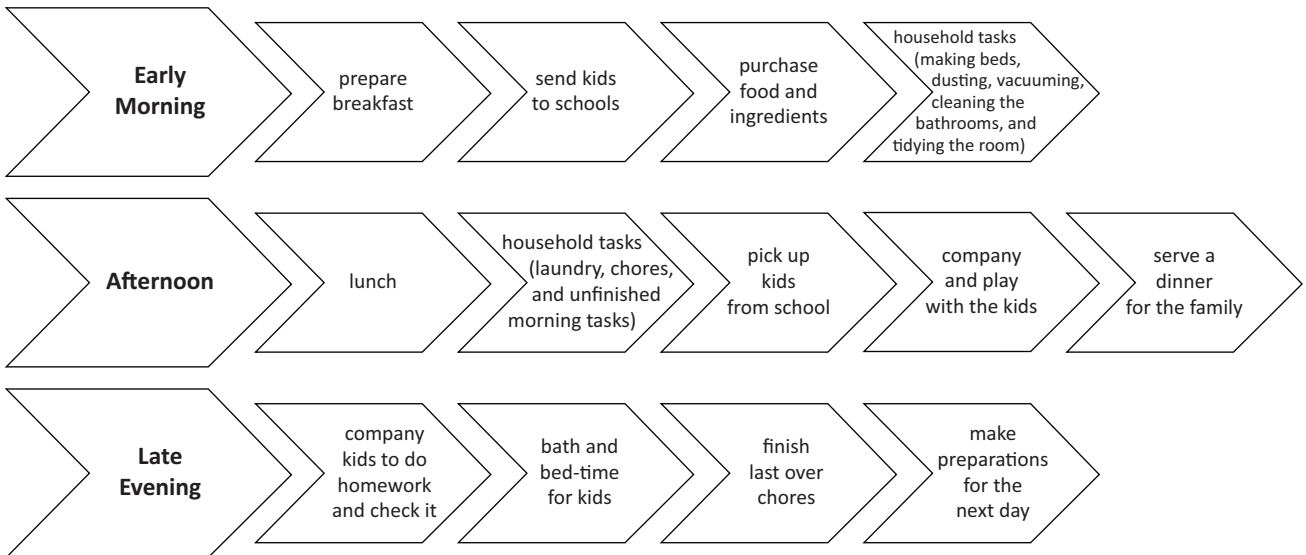 Early
Morning
prepare
breakfast
send kids
to schools
purchase
food and
ingredients
household tasks
(making beds,
dusting, vacuuming,
cleaning the
bathrooms, and
tidying the room)
Afternoon
lunch
household tasks
(laundry, chores,
and unfinished
morning tasks)
pick up
kids
from school
company
and play
with the kids
serve a
dinner
for the family
Late
Evening
company
kids to do
homework
and check it
bath and
bed-time
for kids
finish
last over
chores
make
preparations
for the
next day